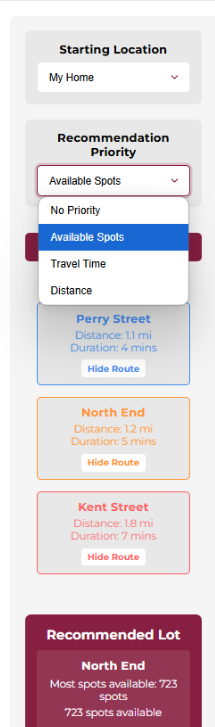 Starting Location
My Home
Recommendation
Priority
Available Spots
No Priority
Available Spots
Travel Time
Distance
Perry Street
Distance: 1.1 mi
Duration: 4 mins
Hide Route
North End
Distance: 1.2 mi
Duration: 5 mins
Hide Route
Kent Street
Distance: 1.8 mi
Duration: 7 mins
Hide Route
Recommended Lot
North End
Most spots available: 723
spots
723 spots available